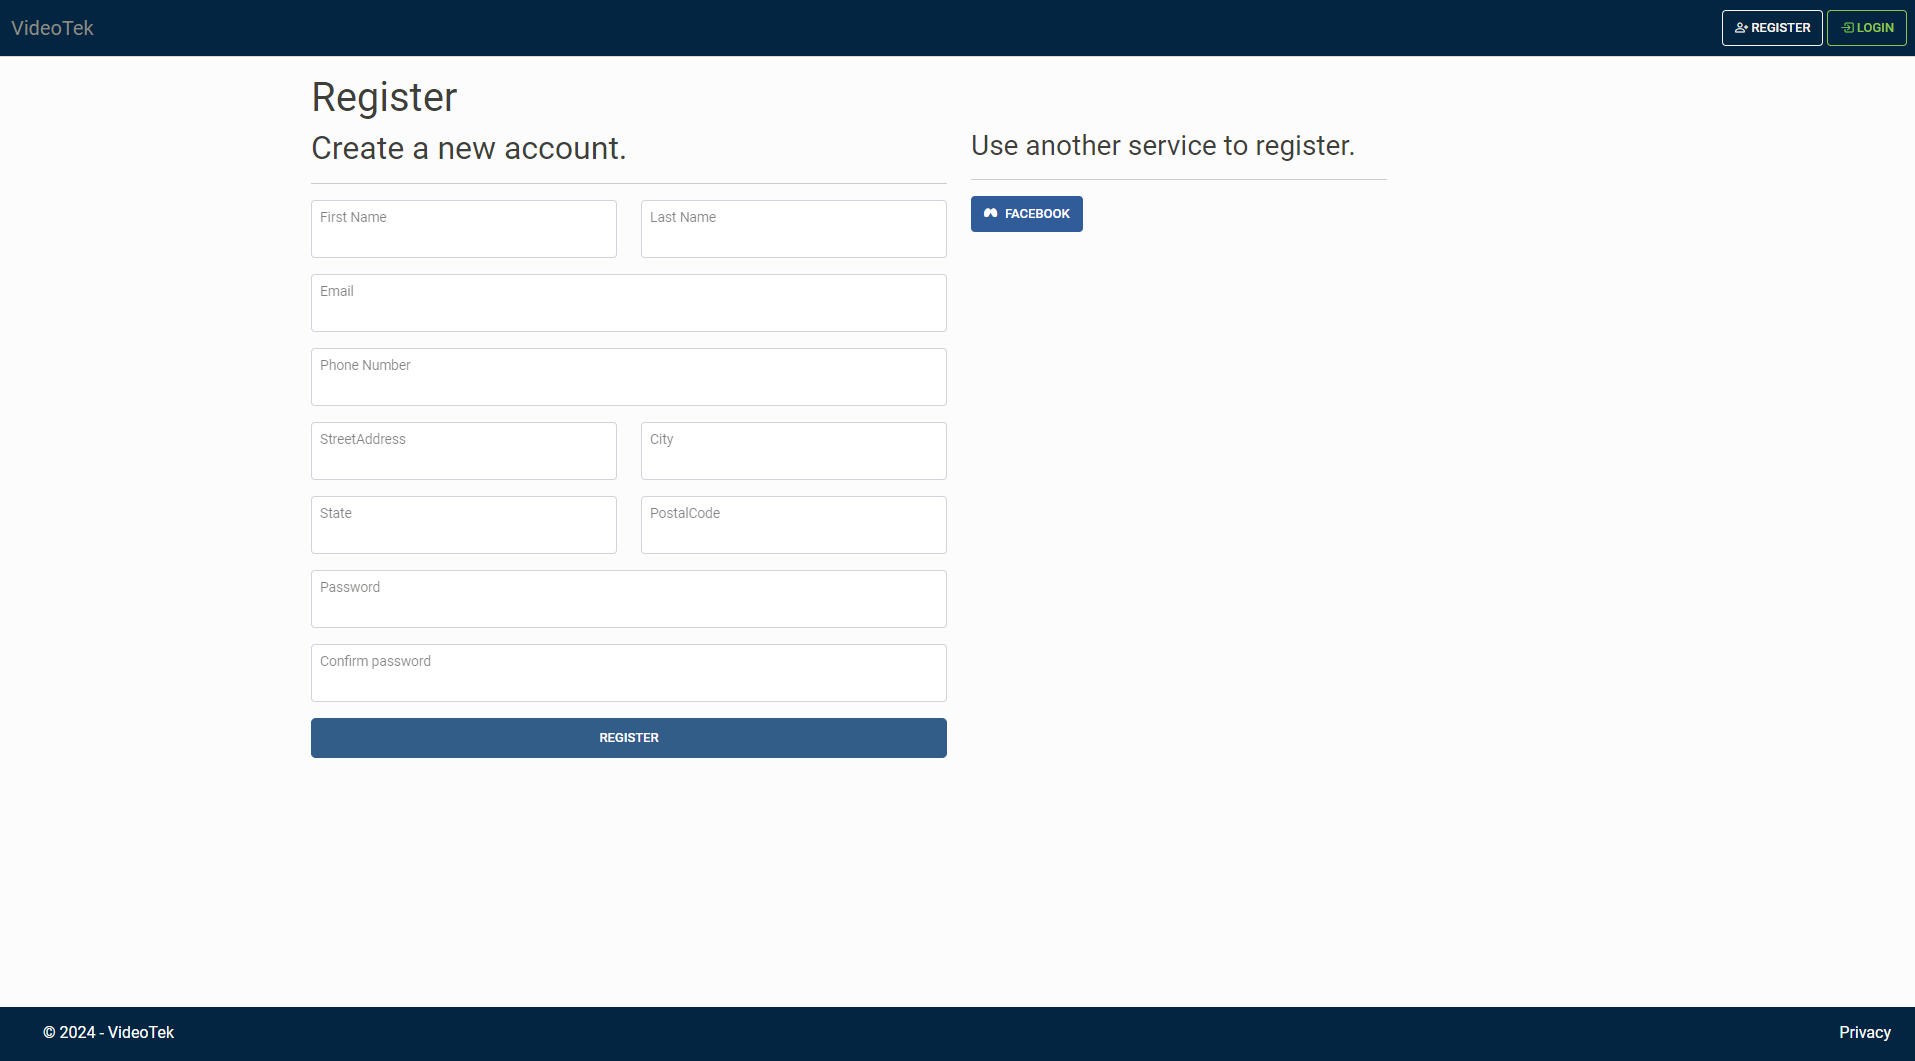 VideoTek
REGISTER
LOGIN
Register
Create a new account.
Use another service to register.
First Name
Last Name
FACEBOOK
Email
Phone Number
StreetAddress
City
State
PostalCode
Password
Confirm password
REGISTER
© 2024 - VideoTek
Privacy